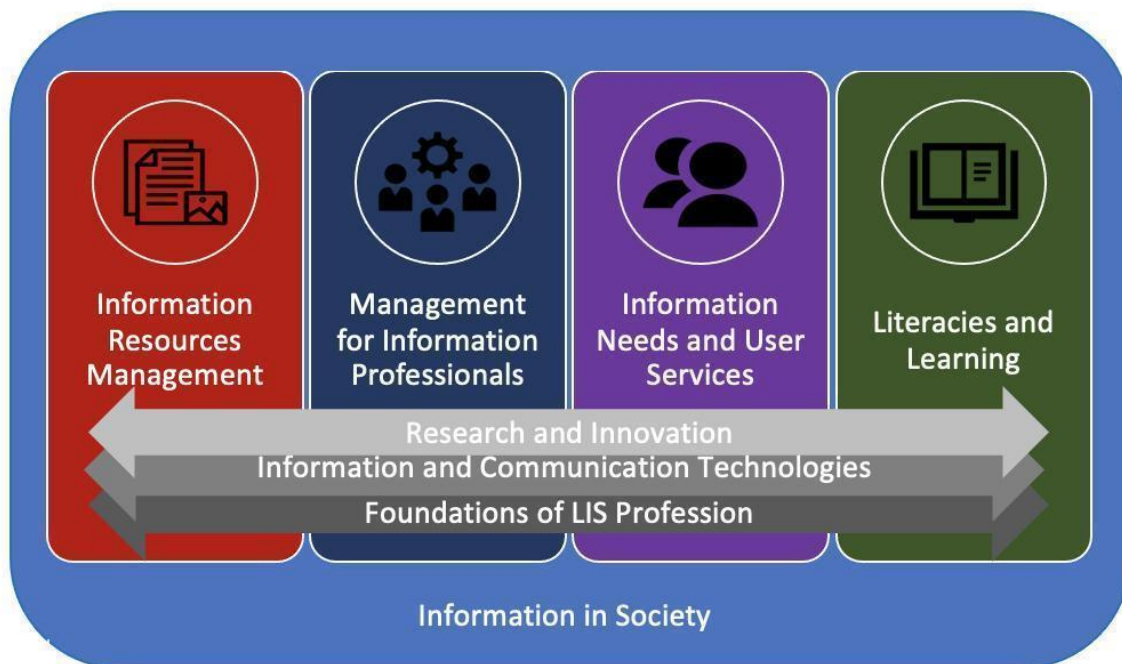 Information
Resources
Management
Management
for Information
Professionals
Information
Needs and User
Services
Literacies and
Learning
Research and Innovation
Information and Communication Technologies
Foundations of LIS Profession
Information in Society